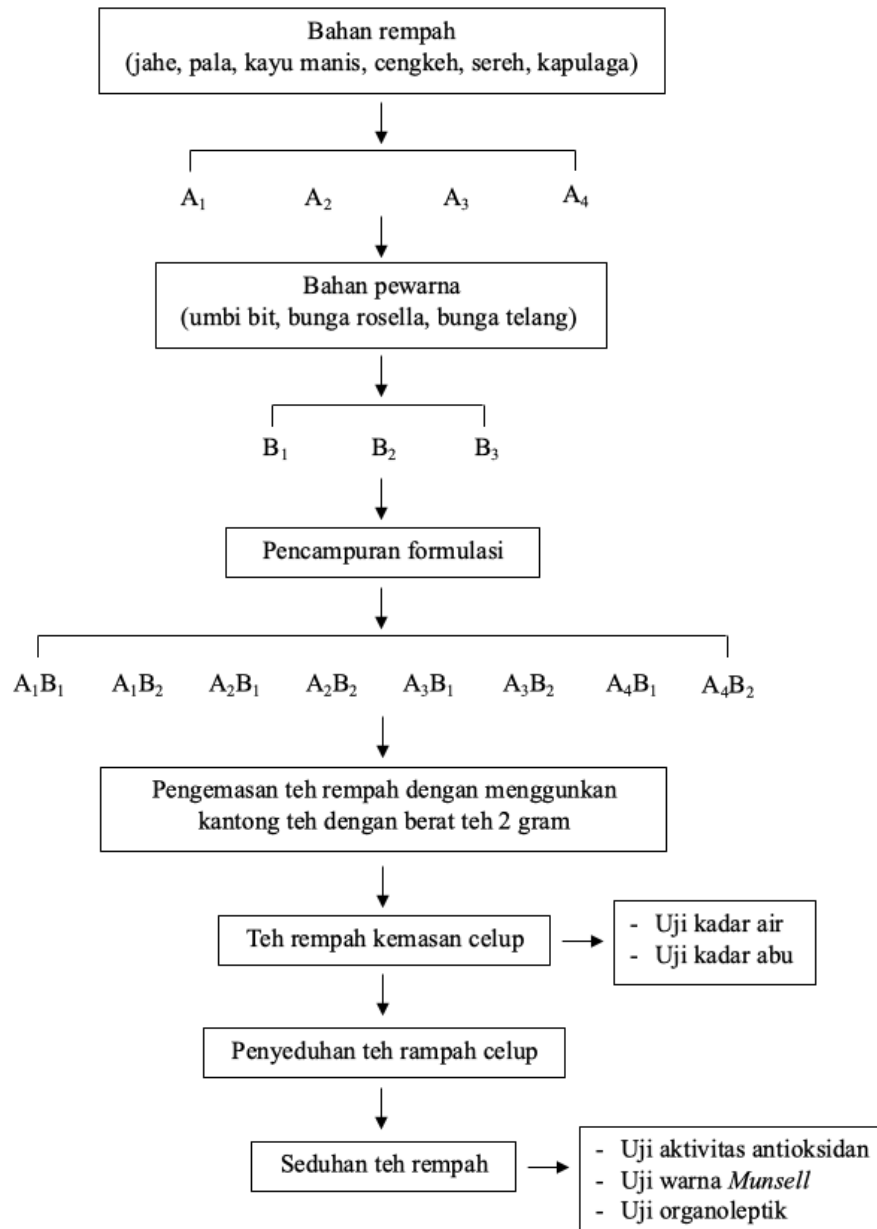 Bahan rempah
(jahe, pala, kayu manis, cengkeh, sereh, kapulaga)
A₁ A₂ A₃ A₄
Bahan pewarna
(umbi bit, bunga rosella, bunga telang)
B₁ B₂ B₃
Pencampuran formulasi
A₁B₁ A₁B₂ A₂B₁ A₂B₂ A₃B₁ A₃B₂ A₄B₁ A₄B₂
Pengemasan teh rempah dengan menggunkan
kantong teh dengan berat teh 2 gram
Teh rempah kemasan celup
- Uji kadar air
- Uji kadar abu
Penyeduhan teh rampah celup
Seduhan teh rempah
- Uji aktivitas antioksidan
- Uji warna Munsell
- Uji organoleptik